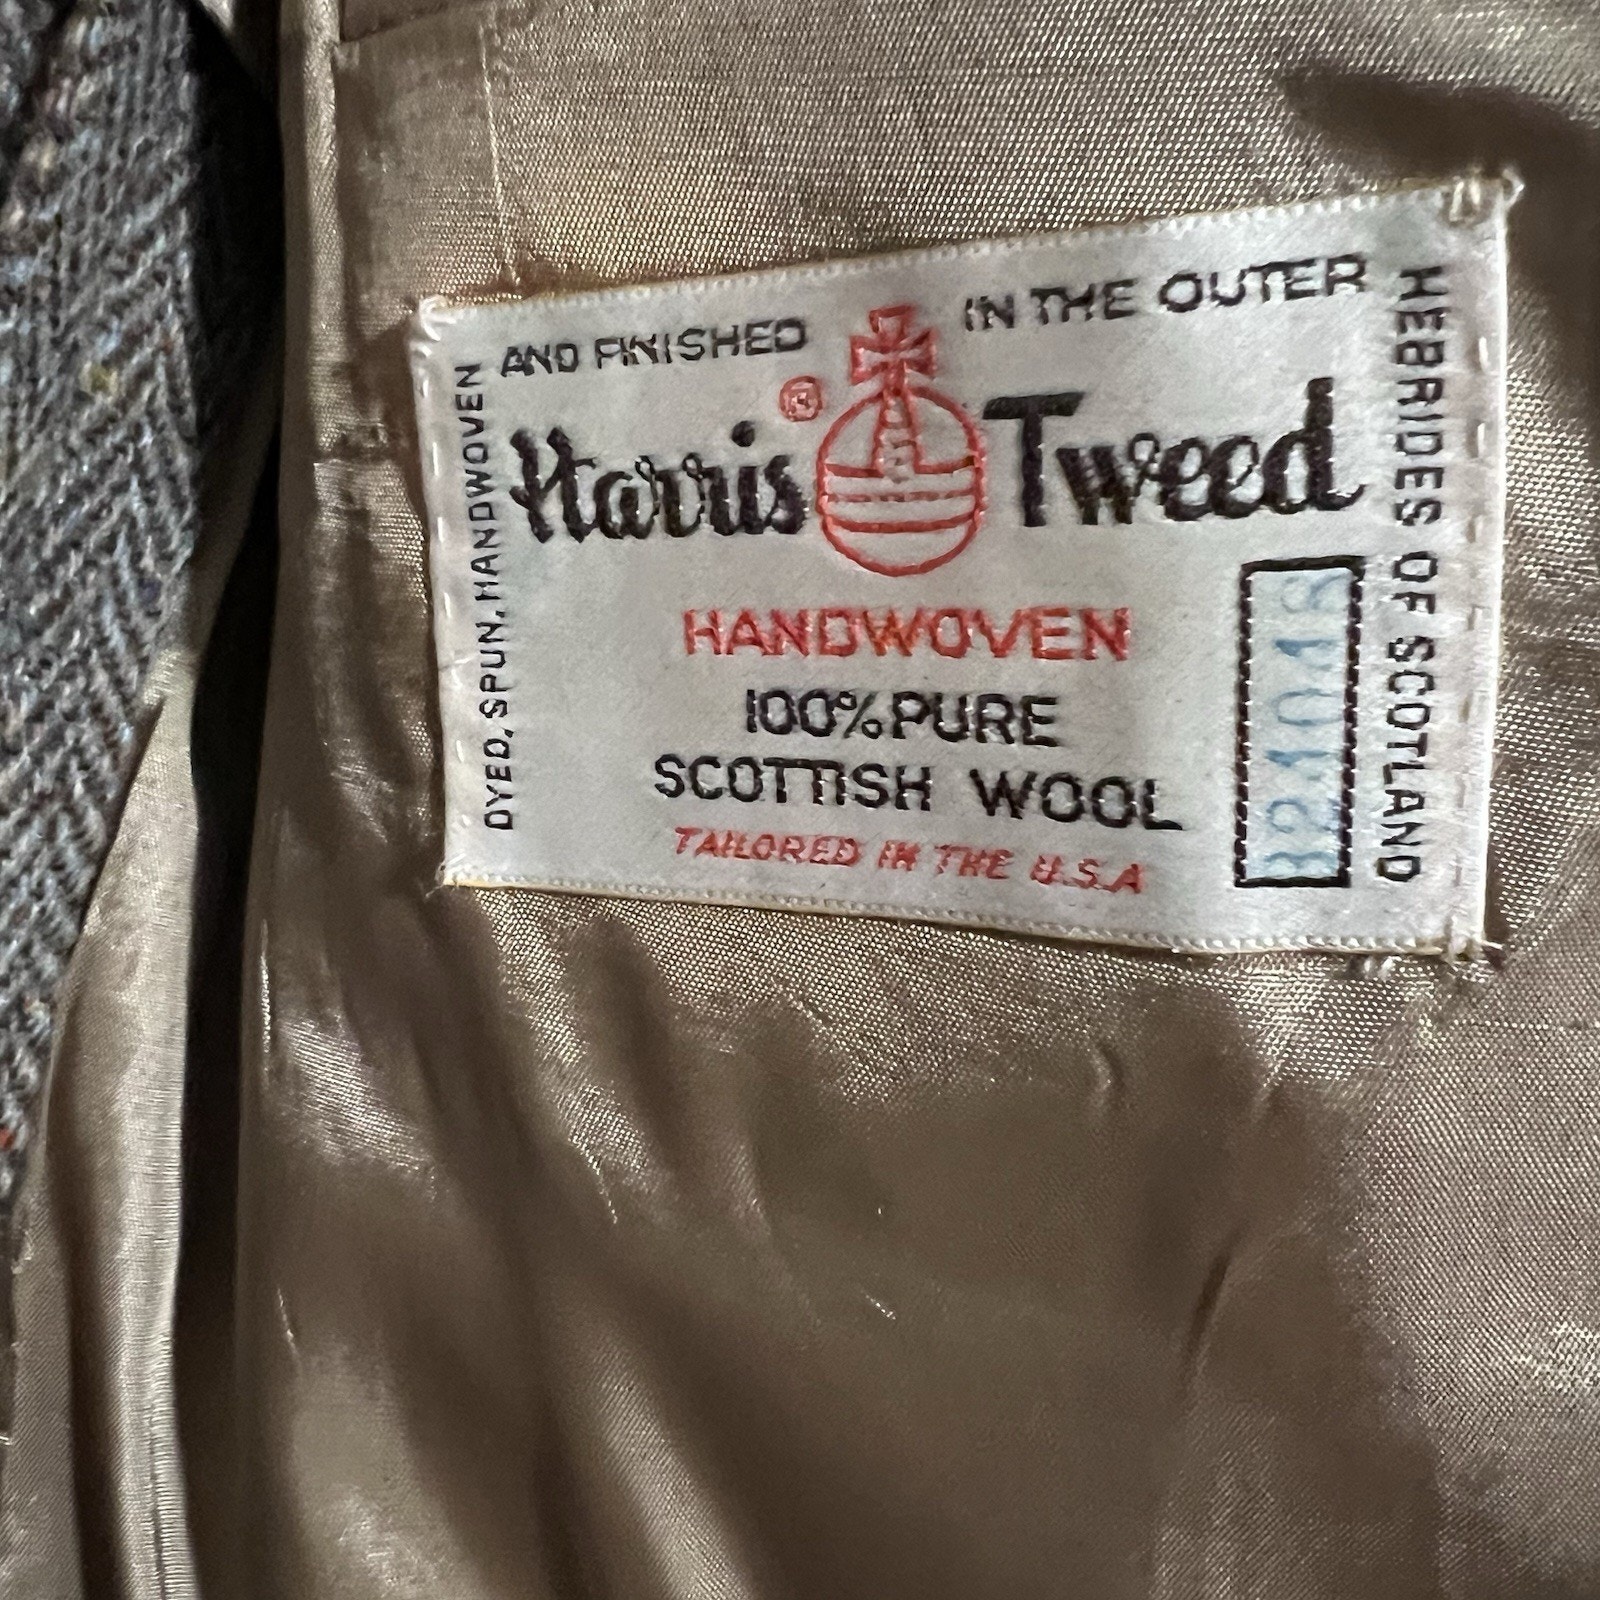 DYED, SPUN, HANDWOVEN
AND FINISHED
IN THE OUTER
HEBRIDES OF SCOTLAND
Harris ® Tweed
HANDWOVEN
100% PURE
SCOTTISH WOOL
TAILORED IN THE U.S.A